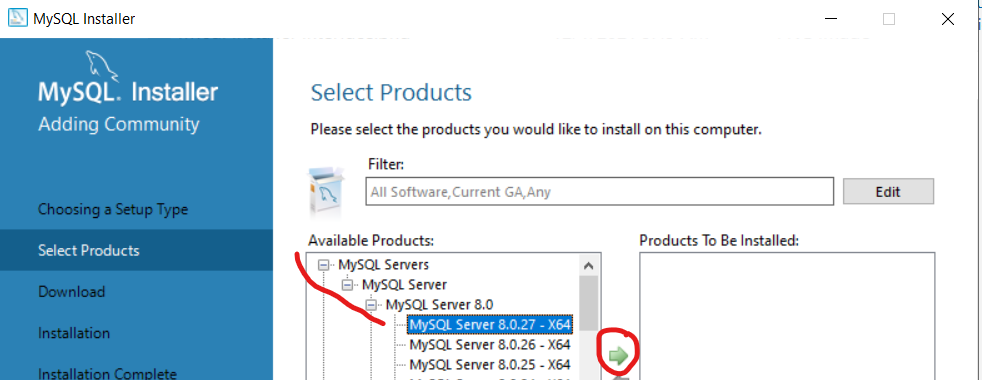 MySQL Installer
MySQL. Installer
Adding Community
Choosing a Setup Type
Select Products
Download
Installation
Installation Complete
Select Products
Please select the products you would like to install on this computer.
Filter:
All Software,Current GA,Any
Edit
Available Products:
MySQL Servers
MySQL Server
MySQL Server 8.0
MySQL Server 8.0.27 - X64
MySQL Server 8.0.26 - X64
MySQL Server 8.0.25 - X64
Products To Be Installed: